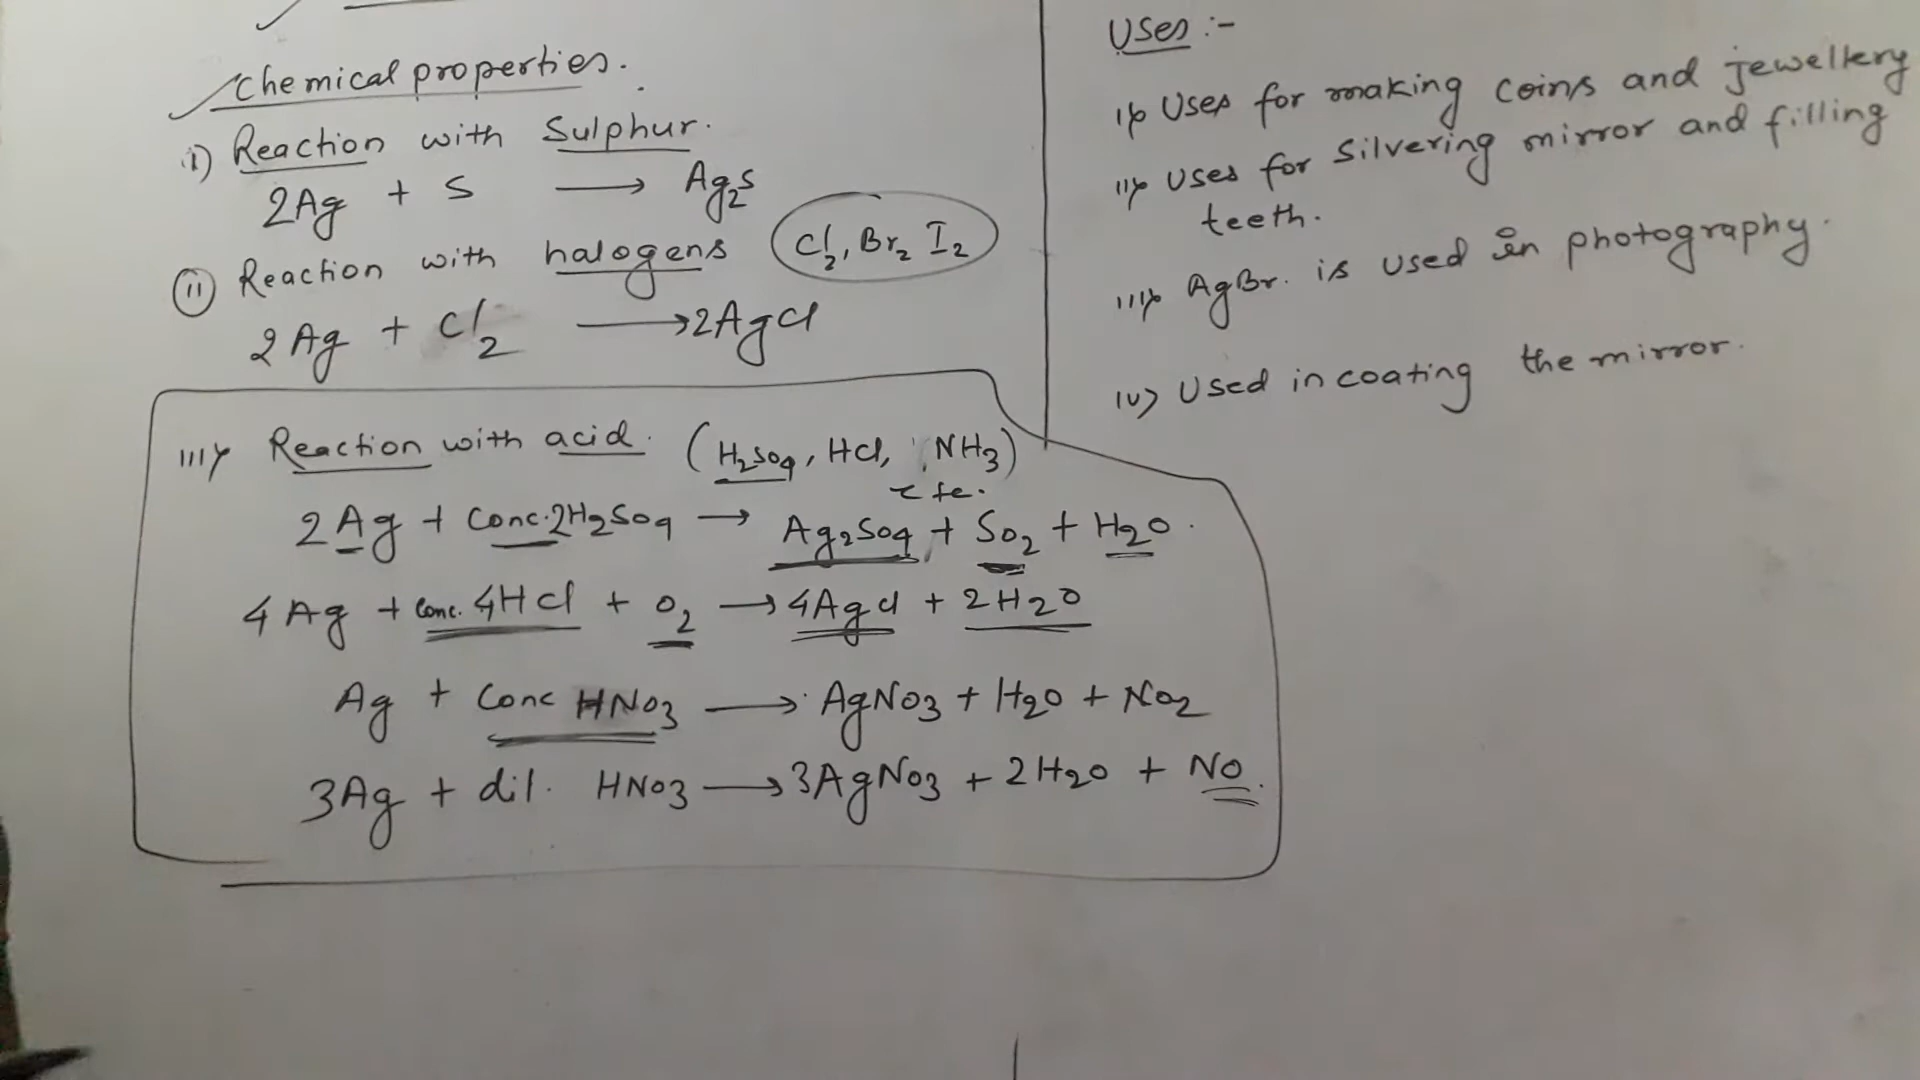 Chemical properties.
i) Reaction with Sulphur.
2Ag + S → Ag2S
(ii) Reaction with halogens (Cl2, Br2 I2)
2Ag + Cl2 → 2AgCl
iii) Reaction with acid. (H2SO4, HCl, NH3)
etc.
2Ag + Conc. 2H2SO4 → Ag2SO4 + SO2 + H2O.
4Ag + Conc. 4HCl + O2 → 4AgCl + 2H2O
Ag + Conc HNO3 → AgNO3 + H2O + NO2
3Ag + dil. HNO3 → 3AgNO3 + 2H2O + NO.
Uses :-
i) Uses for making coins and jewellery
ii) Uses for Silvering mirror and filling
teeth.
iii) AgBr. is used in photography.
iv) Used in coating the mirror.